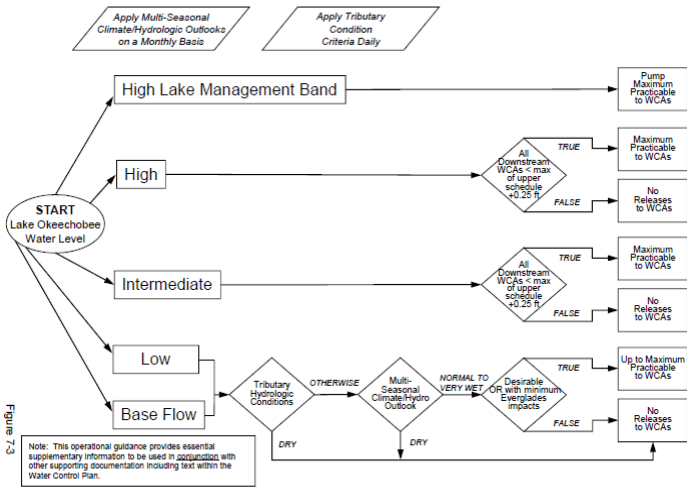 Apply Multi-Seasonal
Climate/Hydrologic Outlooks
on a Monthly Basis
Apply Tributary
Condition
Criteria Daily
High Lake Management Band
Pump
Maximum
Practicable
to WCAs
High
All
Downstream
WCAs < max
of upper
schedule
+0.25 ft
TRUE
Maximum
Practicable
to WCAs
FALSE
No
Releases
to WCAs
START
Lake Okeechobee
Water Level
Intermediate
All
Downstream
WCAs < max
of upper
schedule
+0.25 ft
TRUE
Maximum
Practicable
to WCAs
FALSE
No
Releases
to WCAs
Low
Base Flow
Tributary
Hydrologic
Conditions
OTHERWISE
DRY
Multi-
Seasonal
Climate/Hydro
Outlook
NORMAL TO
VERY WET
DRY
Desirable
OR with minimum
Everglades
impacts
TRUE
Up to Maximum
Practicable
to WCAs
FALSE
No
Releases
to WCAs
Figure 7-3
Note: This operational guidance provides essential
supplementary information to be used in conjunction with
other supporting documentation including text within the
Water Control Plan.